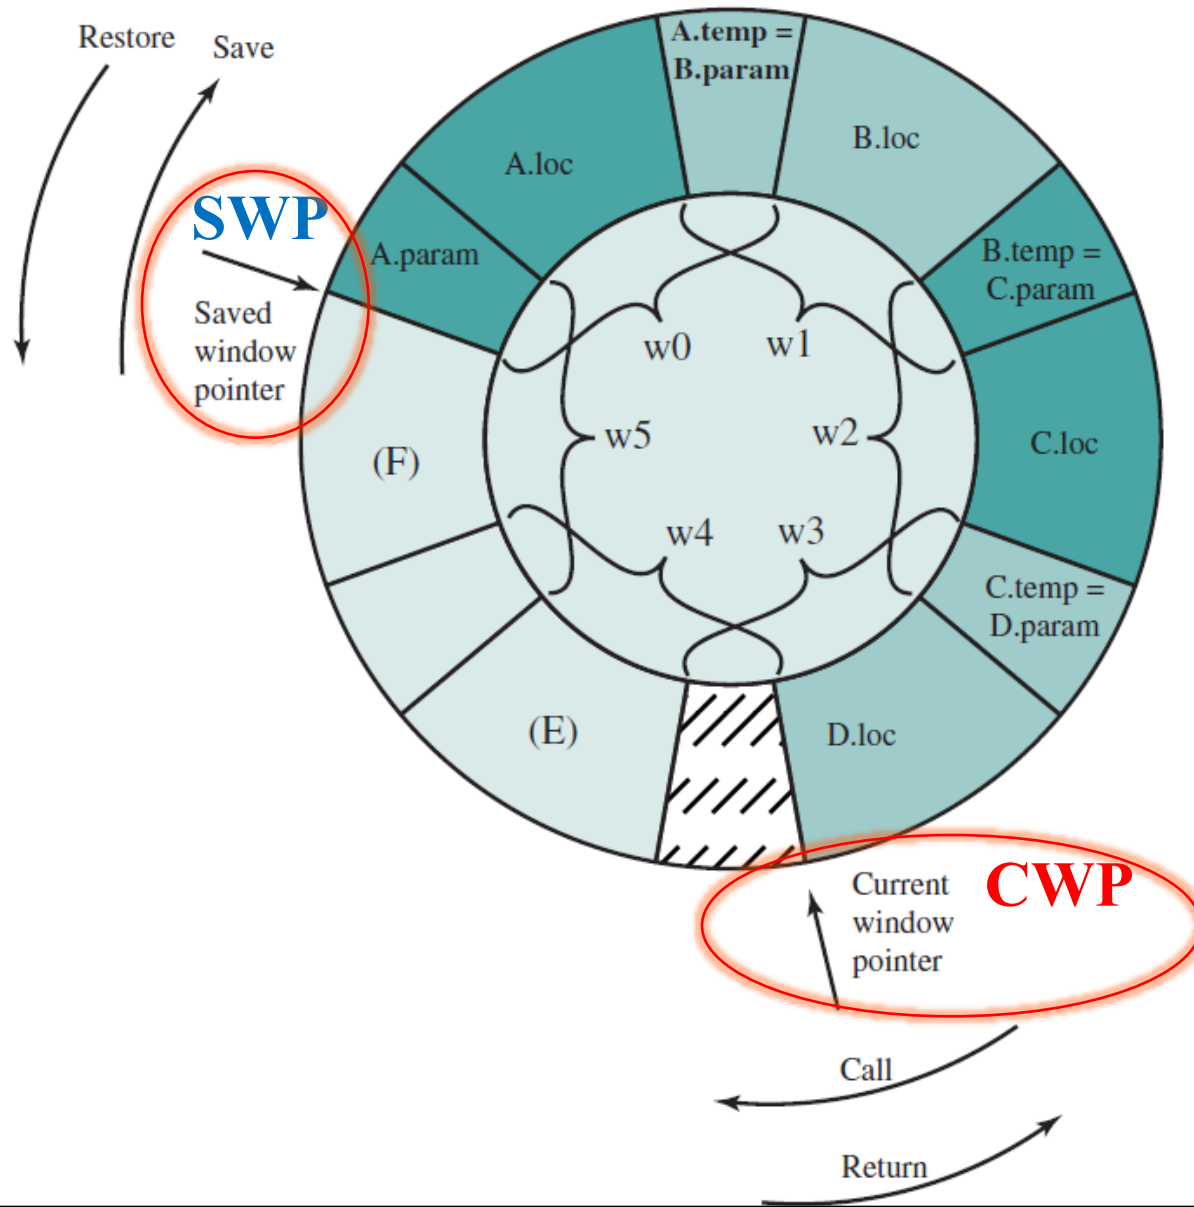 Restore
Save
A.temp =
B.param
B.loc
A.loc
SWP
A.param
B.temp =
C.param
Saved
window
pointer
w0
w1
w5
w2
C.loc
(F)
w4
w3
C.temp =
D.param
(E)
D.loc
Current
window
pointer
CWP
Call
Return